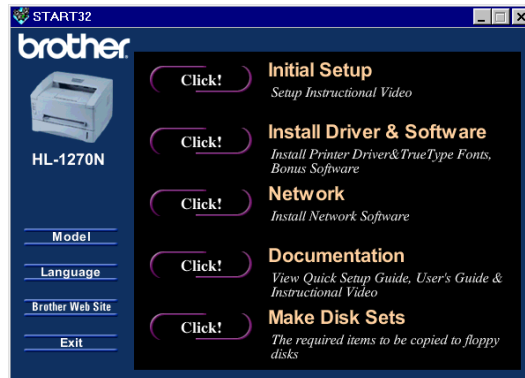 START32
brother.
HL-1270N
Model
Language
Brother Web Site
Exit
Click!
Initial Setup
Setup Instructional Video
Click!
Install Driver & Software
Install Printer Driver&TrueType Fonts,
Bonus Software
Click!
Network
Install Network Software
Click!
Documentation
View Quick Setup Guide, User's Guide &
Instructional Video
Click!
Make Disk Sets
The required items to be copied to floppy
disks